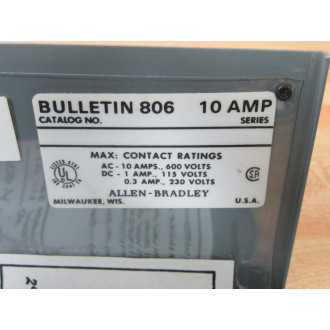 BULLETIN 806 10 AMP
CATALOG NO. SERIES
MAX: CONTACT RATINGS
AC - 10 AMPS., 600 VOLTS
DC - 1 AMP., 115 VOLTS
0.3 AMP., 230 VOLTS
ALLEN-BRADLEY
MILWAUKEE, WIS. U.S.A.